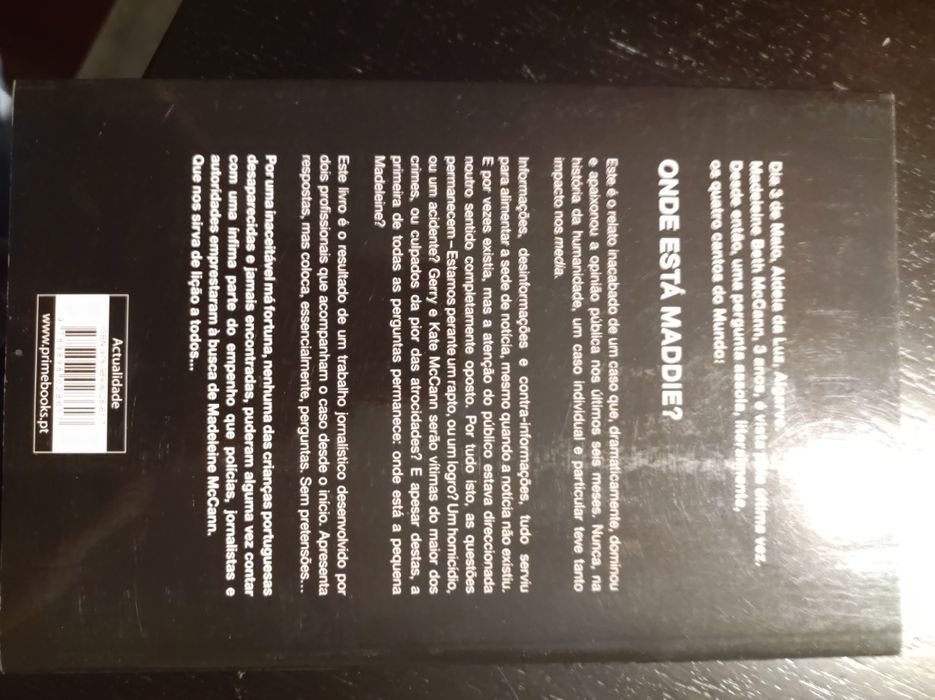 Dia 3 de Maio, Aldeia da Luz, Algarve.
Madeleine Beth McCann, 3 anos, é vista pela última vez.
Desde então, uma pergunta assola, literalmente,
os quatro cantos do Mundo:
ONDE ESTÁ MADDIE?
Este é o relato inacabado de um caso que, dramaticamente, dominou
e apaixonou a opinião pública nos últimos seis meses. Nunca, na
história da humanidade, um caso individual e particular teve tanto
impacto nos media.
Informações, desinformações e contra-informações, tudo serviu
para alimentar a sede de notícia, mesmo quando a notícia não existiu.
E por vezes existia, mas a atenção do público estava direccionada
noutro sentido completamente oposto. Por tudo isto, as questões
permanecem – Estamos perante um rapto, ou um logro? Um homicídio,
ou um acidente? Gerry e Kate McCann serão vítimas do maior dos
crimes, ou culpados da pior das atrocidades? E apesar destas, a
primeira de todas as perguntas permanece: onde está a pequena
Madeleine?
Este livro é o resultado de um trabalho jornalístico desenvolvido por
dois profissionais que acompanham o caso desde o início. Apresenta
respostas, mas coloca, essencialmente, perguntas. Sem pretensões...
Por uma inaceitável má fortuna, nenhuma das crianças portuguesas
desaparecidas e jamais encontradas, puderam alguma vez contar
com uma ínfima parte do empenho que polícias, jornalistas e
autoridades emprestaram à busca de Madeleine McCann.
Que nos sirva de lição a todos...
Actualidade
www.primebooks.pt